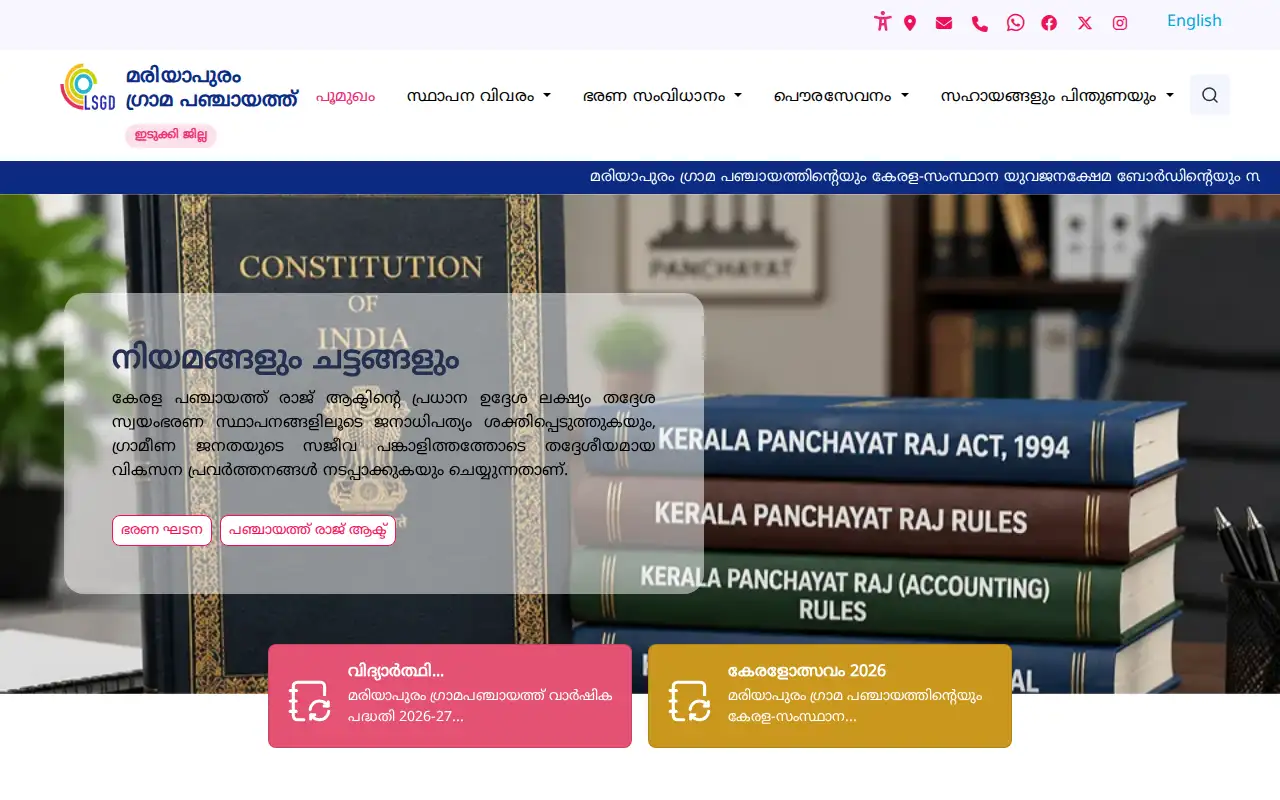 English
LSGD
മരിയാപുരം
ഗ്രാമ പഞ്ചായത്ത്
ഇടുക്കി ജില്ല
പൂമുഖം
സ്ഥാപന വിവരം
ഭരണ സംവിധാനം
പൌരസേവനം
സഹായങ്ങളും പിന്തുണയും
മരിയാപുരം ഗ്രാമ പഞ്ചായത്തിന്റെയും കേരള-സംസ്ഥാന യുവജനക്ഷേമ ബോർഡിന്റെയും
CONSTITUTION
OF
INDIA
PANCHAYAT
നിയമങ്ങളും ചട്ടങ്ങളും
കേരള പഞ്ചായത്ത് രാജ് ആക്ടിന്റെ പ്രധാന ഉദ്ദേശ ലക്ഷ്യം തദ്ദേശ
സ്വയംഭരണ സ്ഥാപനങ്ങളിലൂടെ ജനാധിപത്യം ശക്തിപ്പെടുത്തുകയും,
ഗ്രാമീണ ജനതയുടെ സജീവ പങ്കാളിത്തത്തോടെ തദ്ദേശീയമായ
വികസന പ്രവർത്തനങ്ങൾ നടപ്പാക്കുകയും ചെയ്യുന്നതാണ്.
ഭരണ ഘടന
പഞ്ചായത്ത് രാജ് ആക്ട്
KERALA PANCHAYAT RAJ ACT, 1994
KERALA PANCHAYAT RAJ RULES
KERALA PANCHAYAT RAJ (ACCOUNTING)
RULES
വിദ്യാർത്ഥി...
മരിയാപുരം ഗ്രാമപഞ്ചായത്ത് വാർഷിക
പദ്ധതി 2026-27...
കേരളോത്സവം 2026
മരിയാപുരം ഗ്രാമ പഞ്ചായത്തിന്റെയും
കേരള-സംസ്ഥാന...